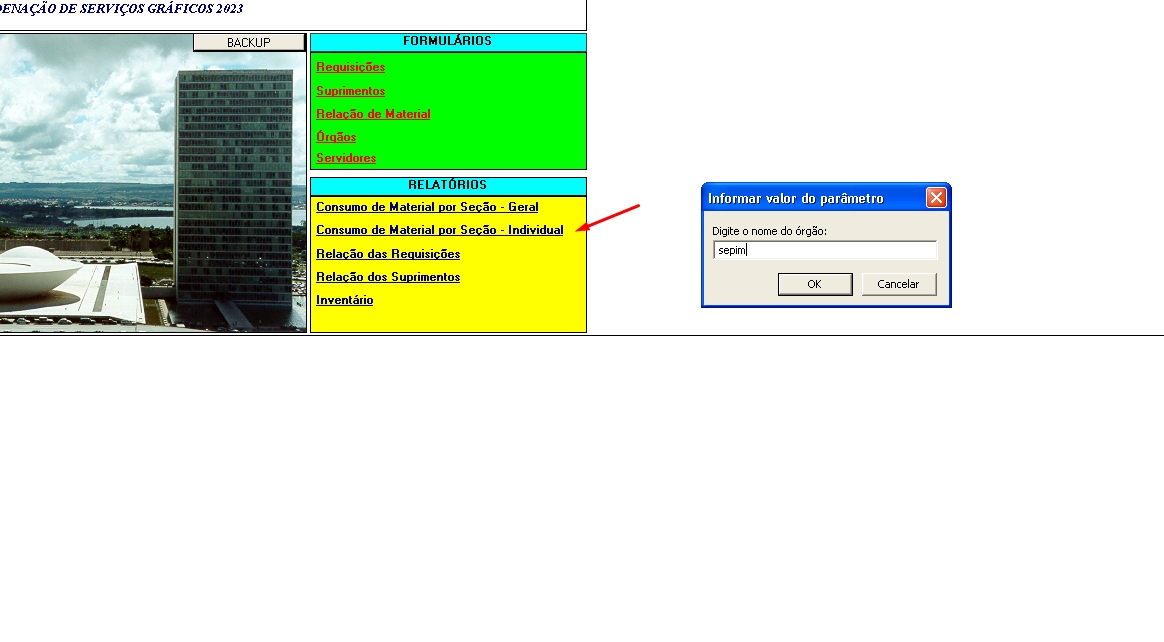 DENAÇÃO DE SERVIÇOS GRÁFICOS 2023
BACKUP
FORMULÁRIOS
Requisições
Suprimentos
Relação de Material
Órgãos
Servidores
RELATÓRIOS
Consumo de Material por Seção - Geral
Consumo de Material por Seção - Individual
Relação das Requisições
Relação dos Suprimentos
Inventário
Informar valor do parâmetro
Digite o nome do órgão:
sepim
OK
Cancelar